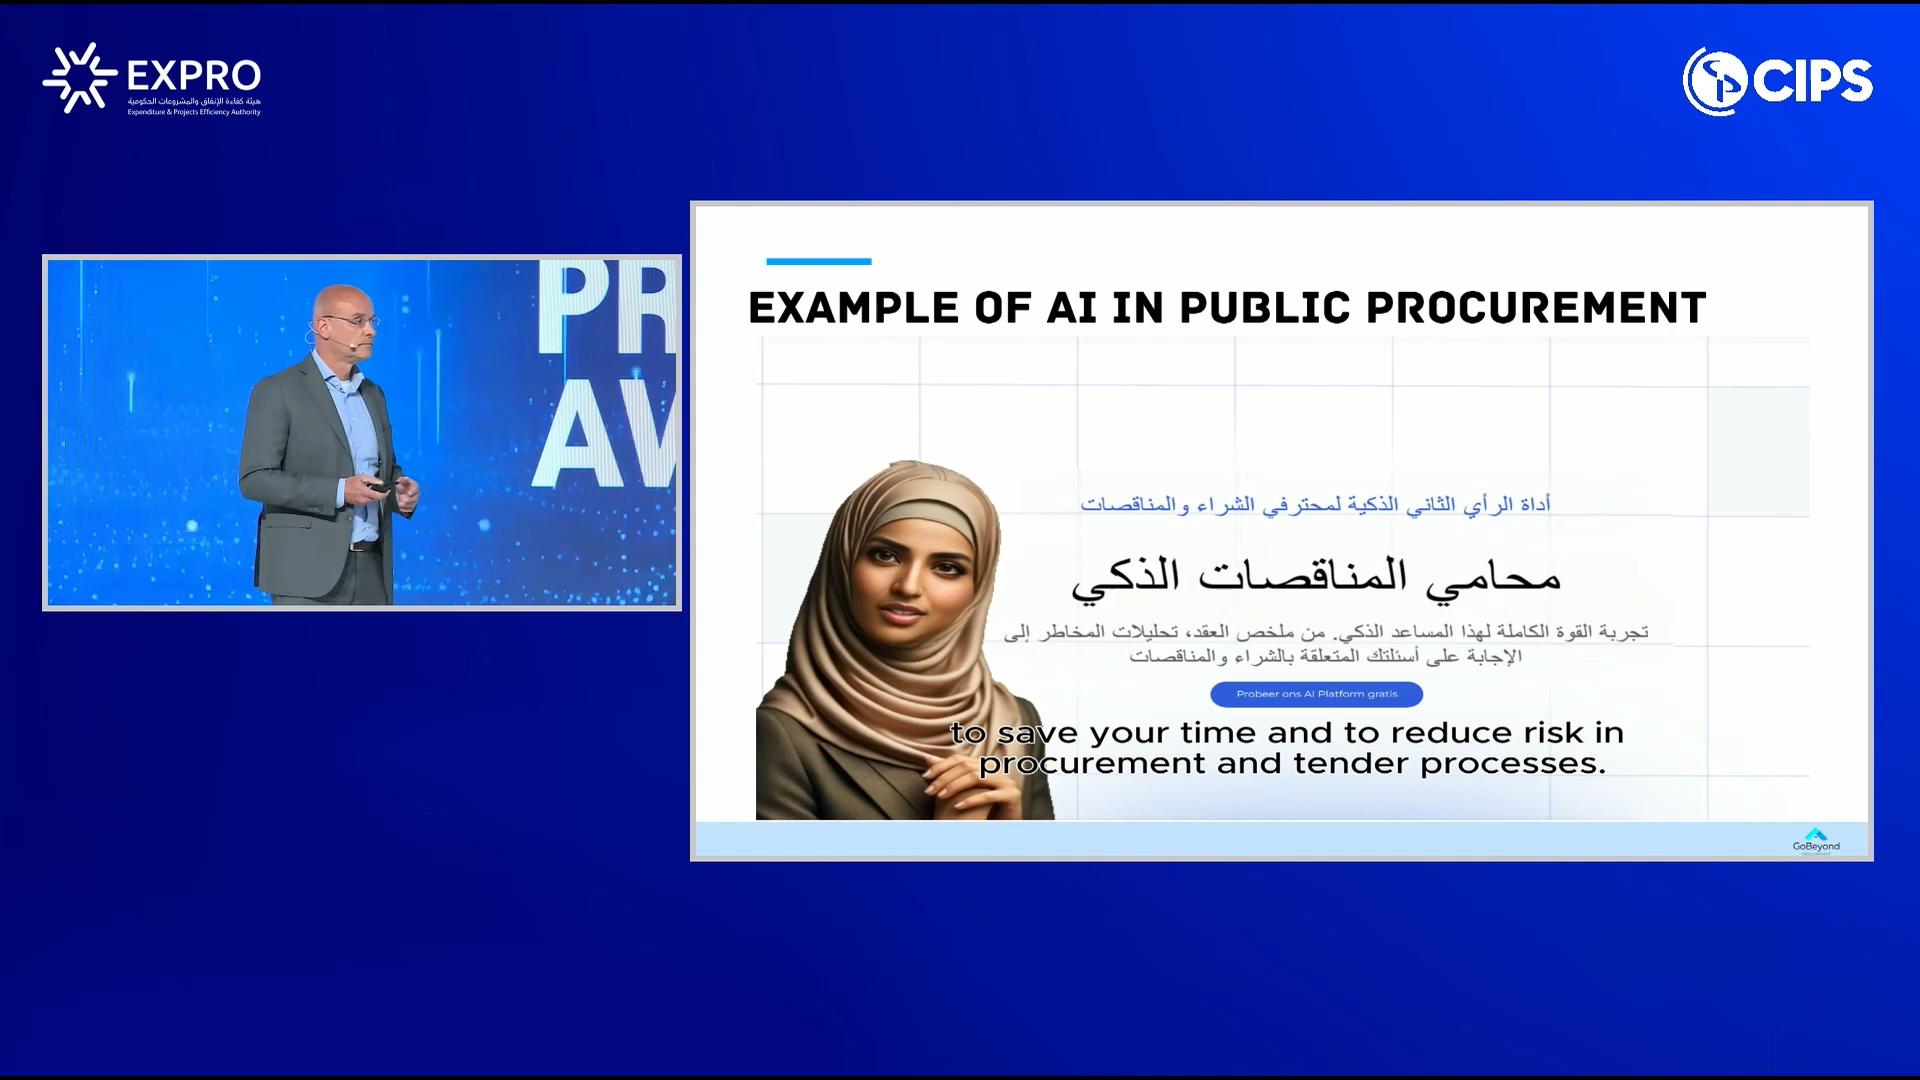 EXPRO
هيئة كفاءة الإنفاق والمشروعات الحكومية
Expenditure & Projects Efficiency Authority
CIPS
PR
AW
EXAMPLE OF AI IN PUBLIC PROCUREMENT
أداة الرأي الثاني الذكية لمحترفي الشراء والمناقصات
محامي المناقصات الذكي
تجربة القوة الكاملة لهذا المساعد الذكي. من ملخص العقد، تحليلات المخاطر إلى
الإجابة على أسئلتك المتعلقة بالشراء والمناقصات
Probeer ons AI Platform gratis
to save your time and to reduce risk in
procurement and tender processes.
GoBeyond